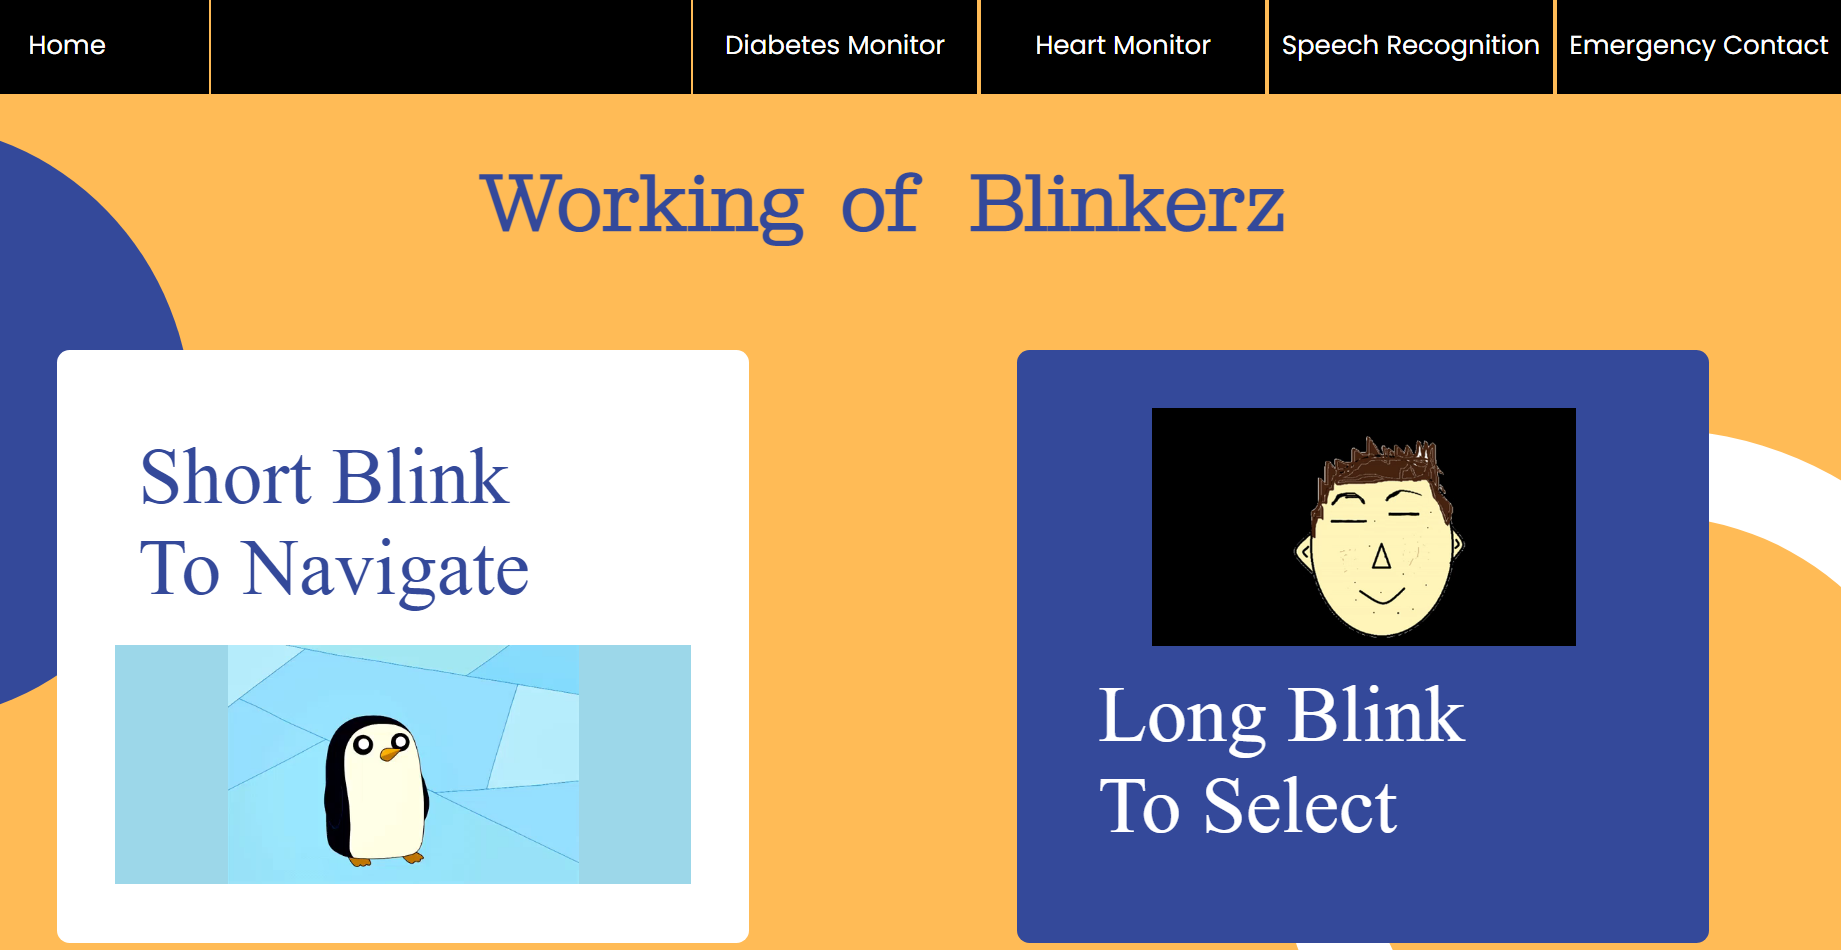 Home Diabetes Monitor Heart Monitor Speech Recognition Emergency Contact
Working of Blinkerz
Short Blink
To Navigate
Long Blink
To Select